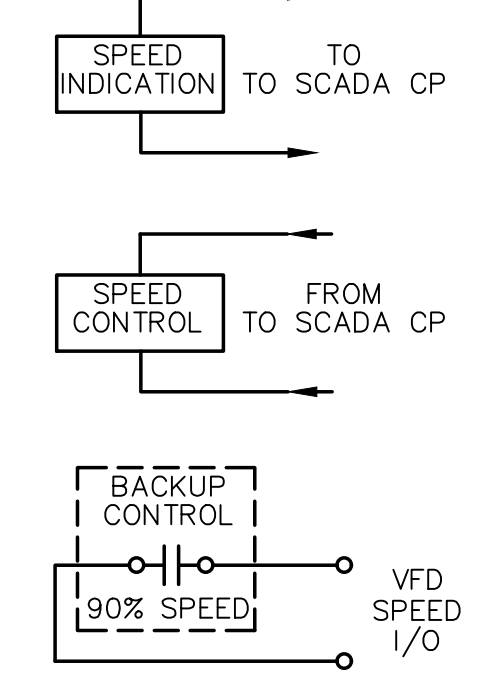 SPEED
INDICATION
TO
TO SCADA CP
SPEED
CONTROL
FROM
TO SCADA CP
BACKUP
CONTROL
90% SPEED
VFD
SPEED
I/O